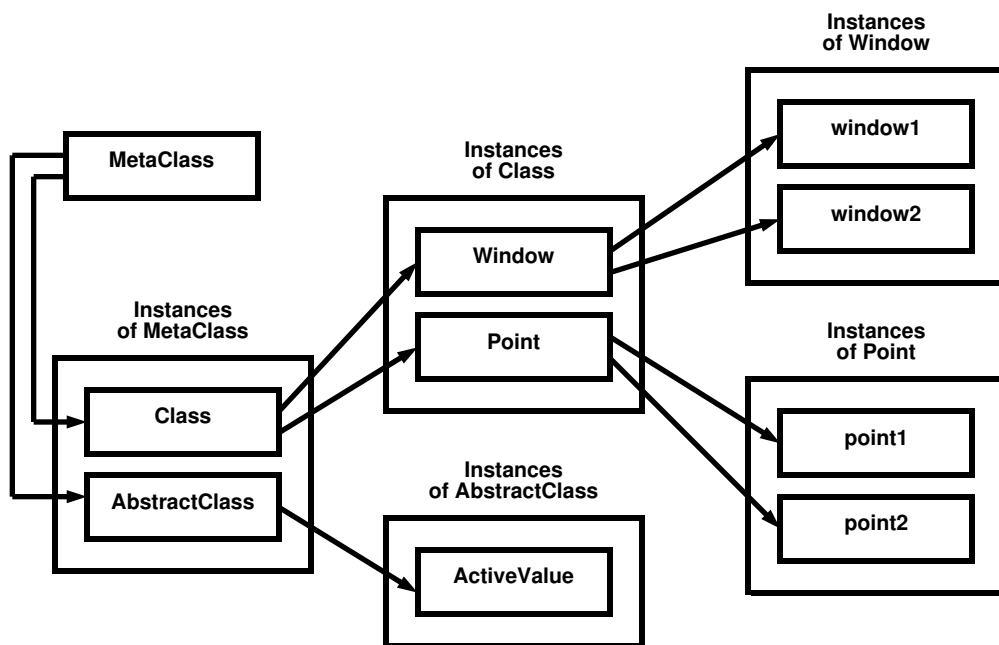 MetaClass
Instances
of MetaClass
Class
AbstractClass
Instances
of Class
Window
Point
Instances
of AbstractClass
ActiveValue
Instances
of Window
window1
window2
Instances
of Point
point1
point2